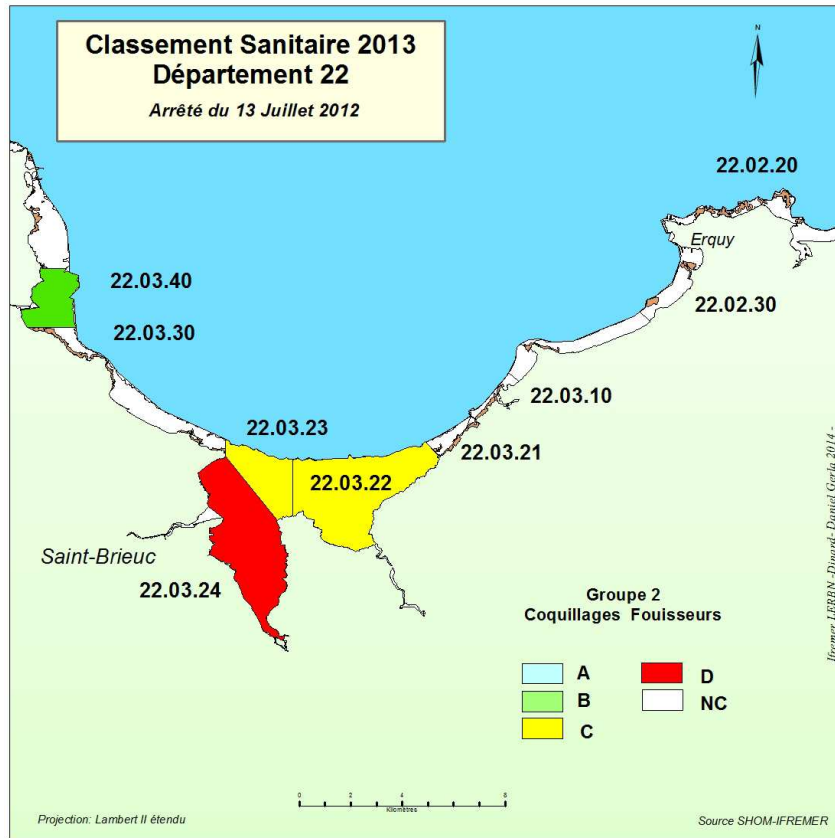 Classement Sanitaire 2013
Département 22
Arrêté du 13 Juillet 2012
N
22.02.20
Erquy
22.03.40
22.02.30
22.03.30
22.03.10
22.03.23
22.03.21
22.03.22
Saint-Brieuc
22.03.24
Groupe 2
Coquillages Fouisseurs
A
D
B
NC
C
0 2 4 6 8
Kilomètres
Projection: Lambert II étendu
Source SHOM-IFREMER
Ifremer LERBN -Dinard- Daniel Gerla 2014 -